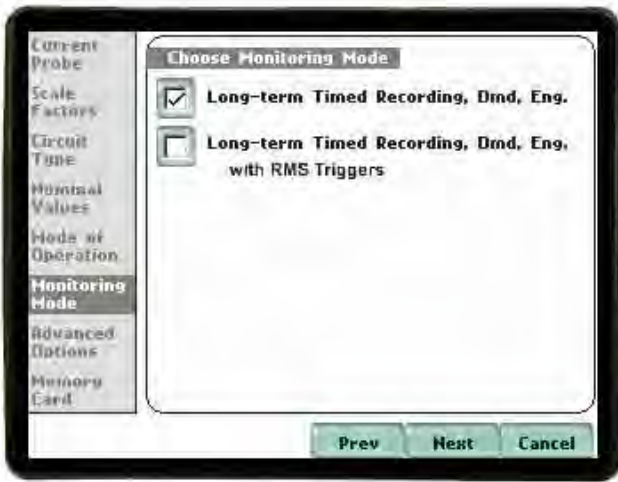 Current
Probe
Scale
Factors
Circuit
Type
Nominal
Values
Mode of
Operation
Monitoring
Mode
Advanced
Options
Memory
Card
Choose Monitoring Mode
Long-term Timed Recording, Dmd, Eng.
Long-term Timed Recording, Dmd, Eng.
with RMS Triggers
Prev
Next
Cancel